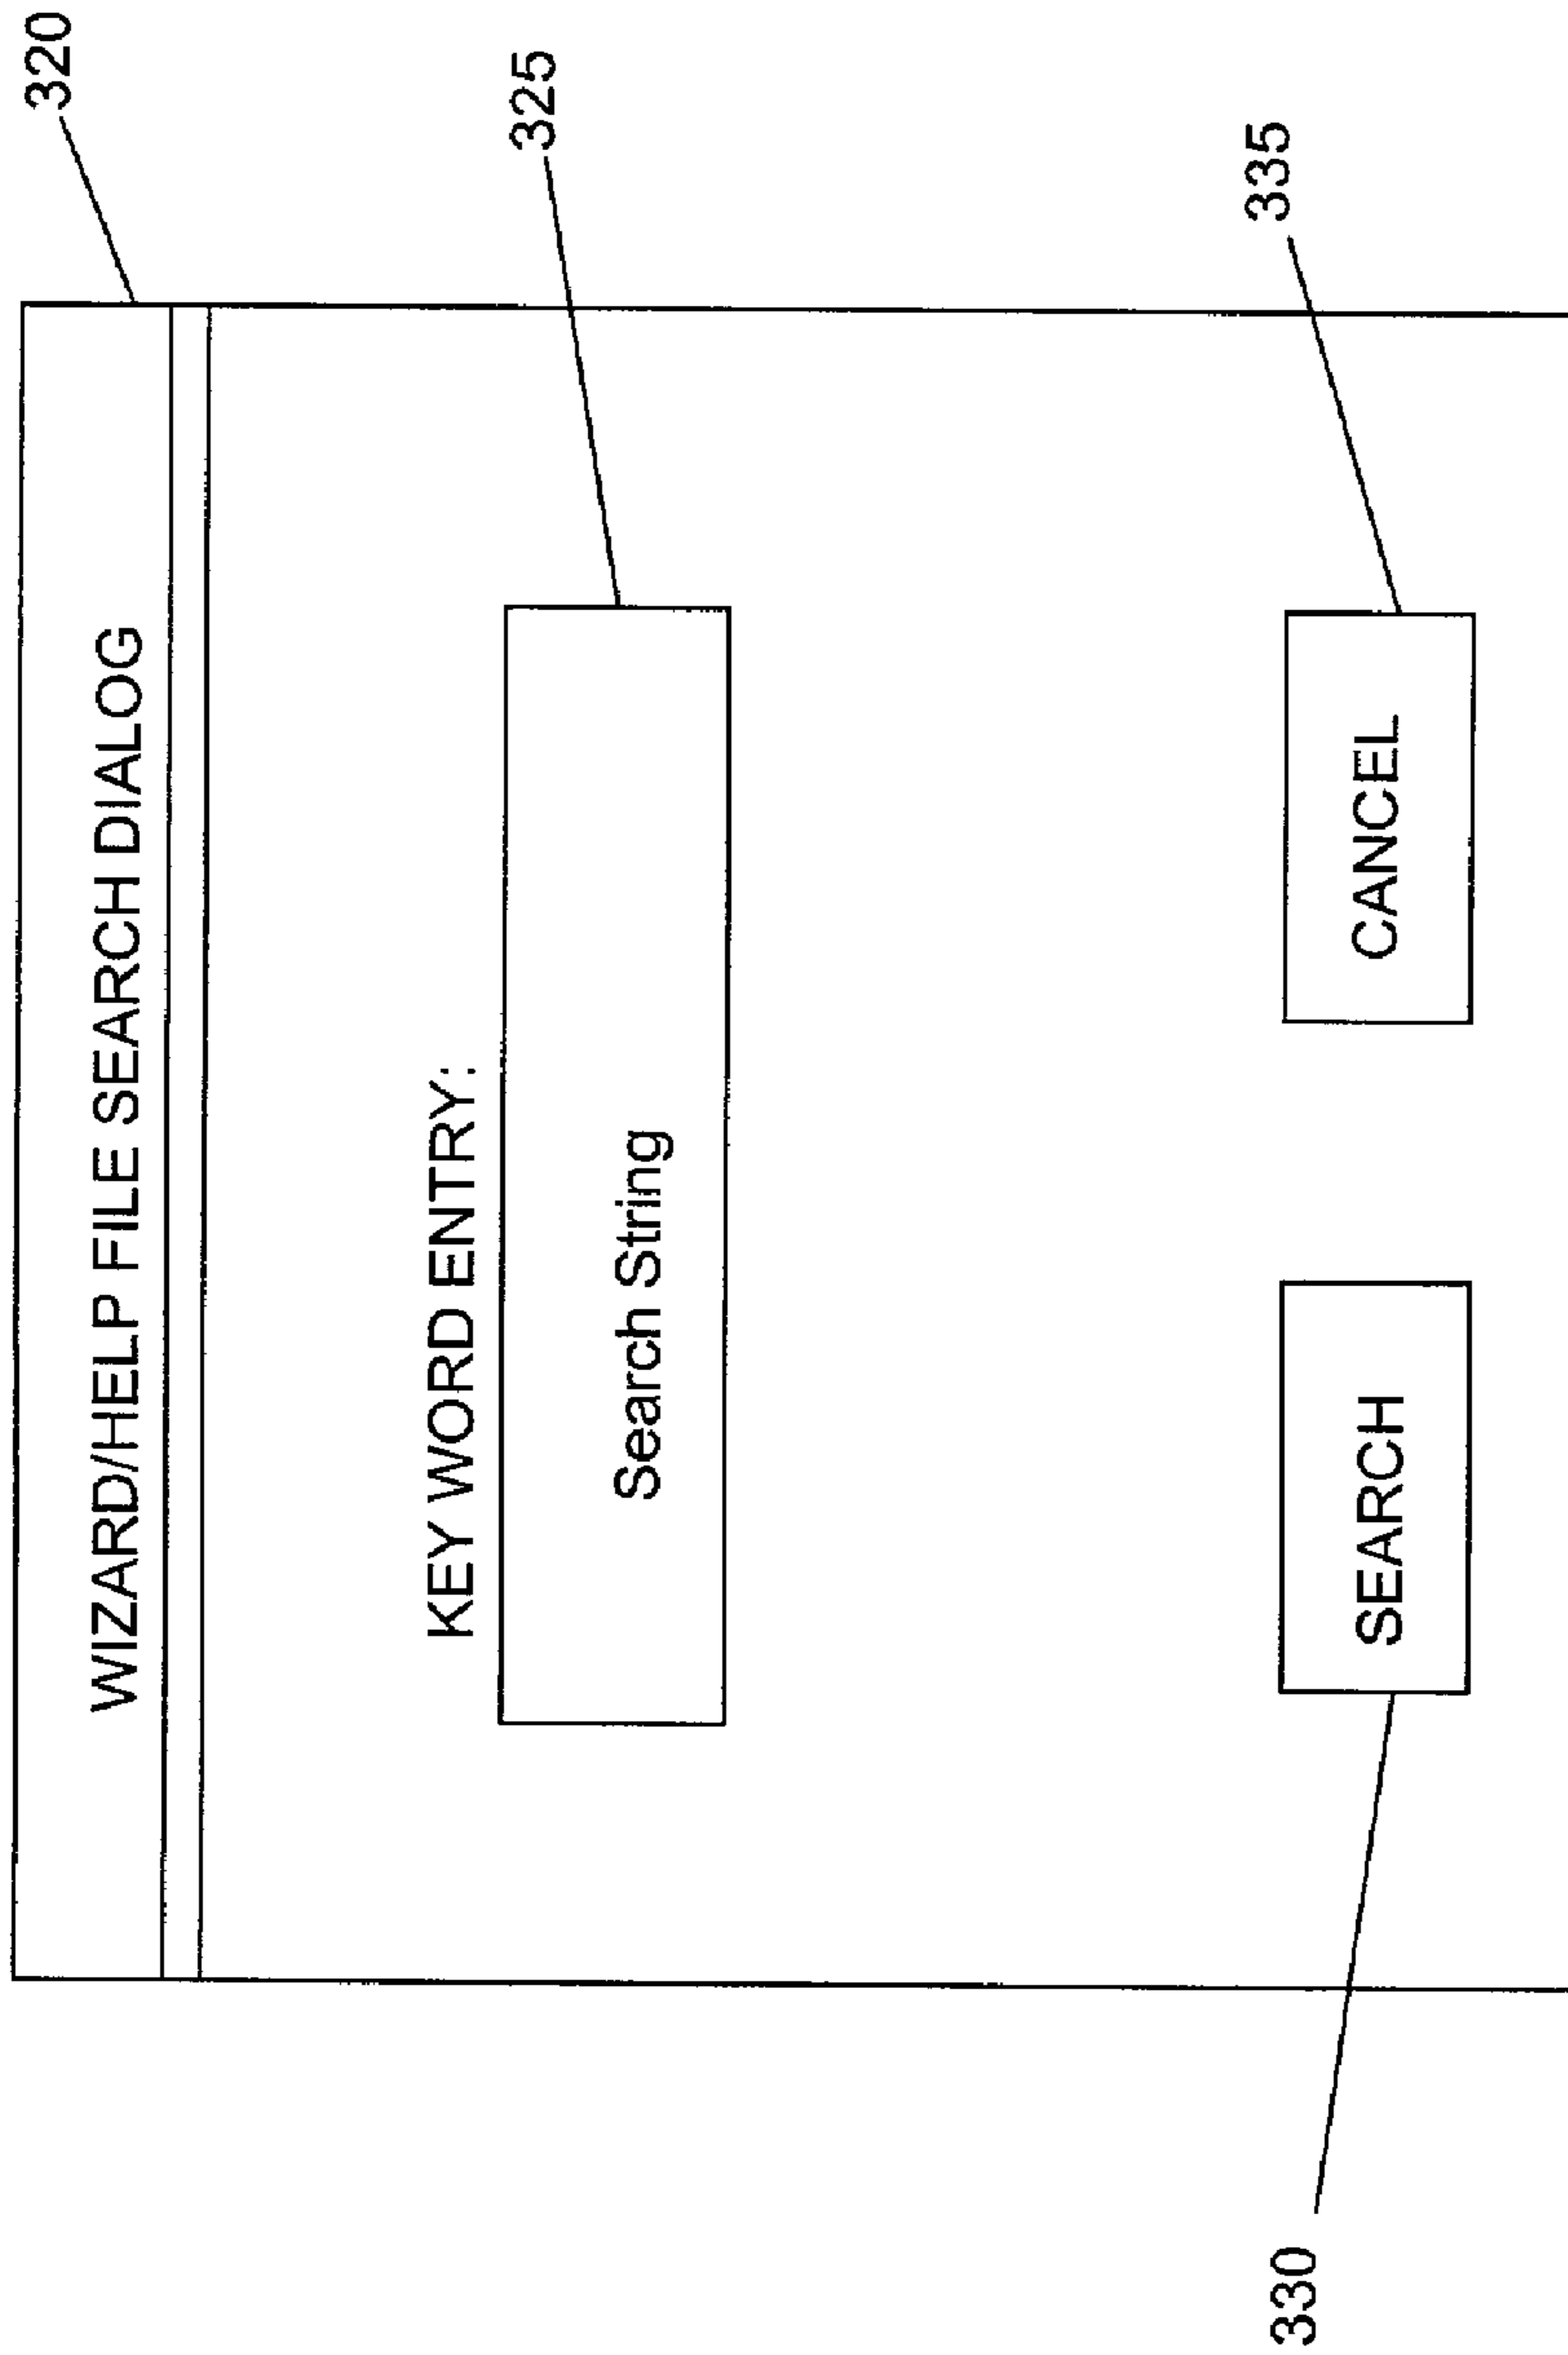 320
WIZARD/HELP FILE SEARCH DIALOG
325
KEY WORD ENTRY:
Search String
335
330
SEARCH
CANCEL